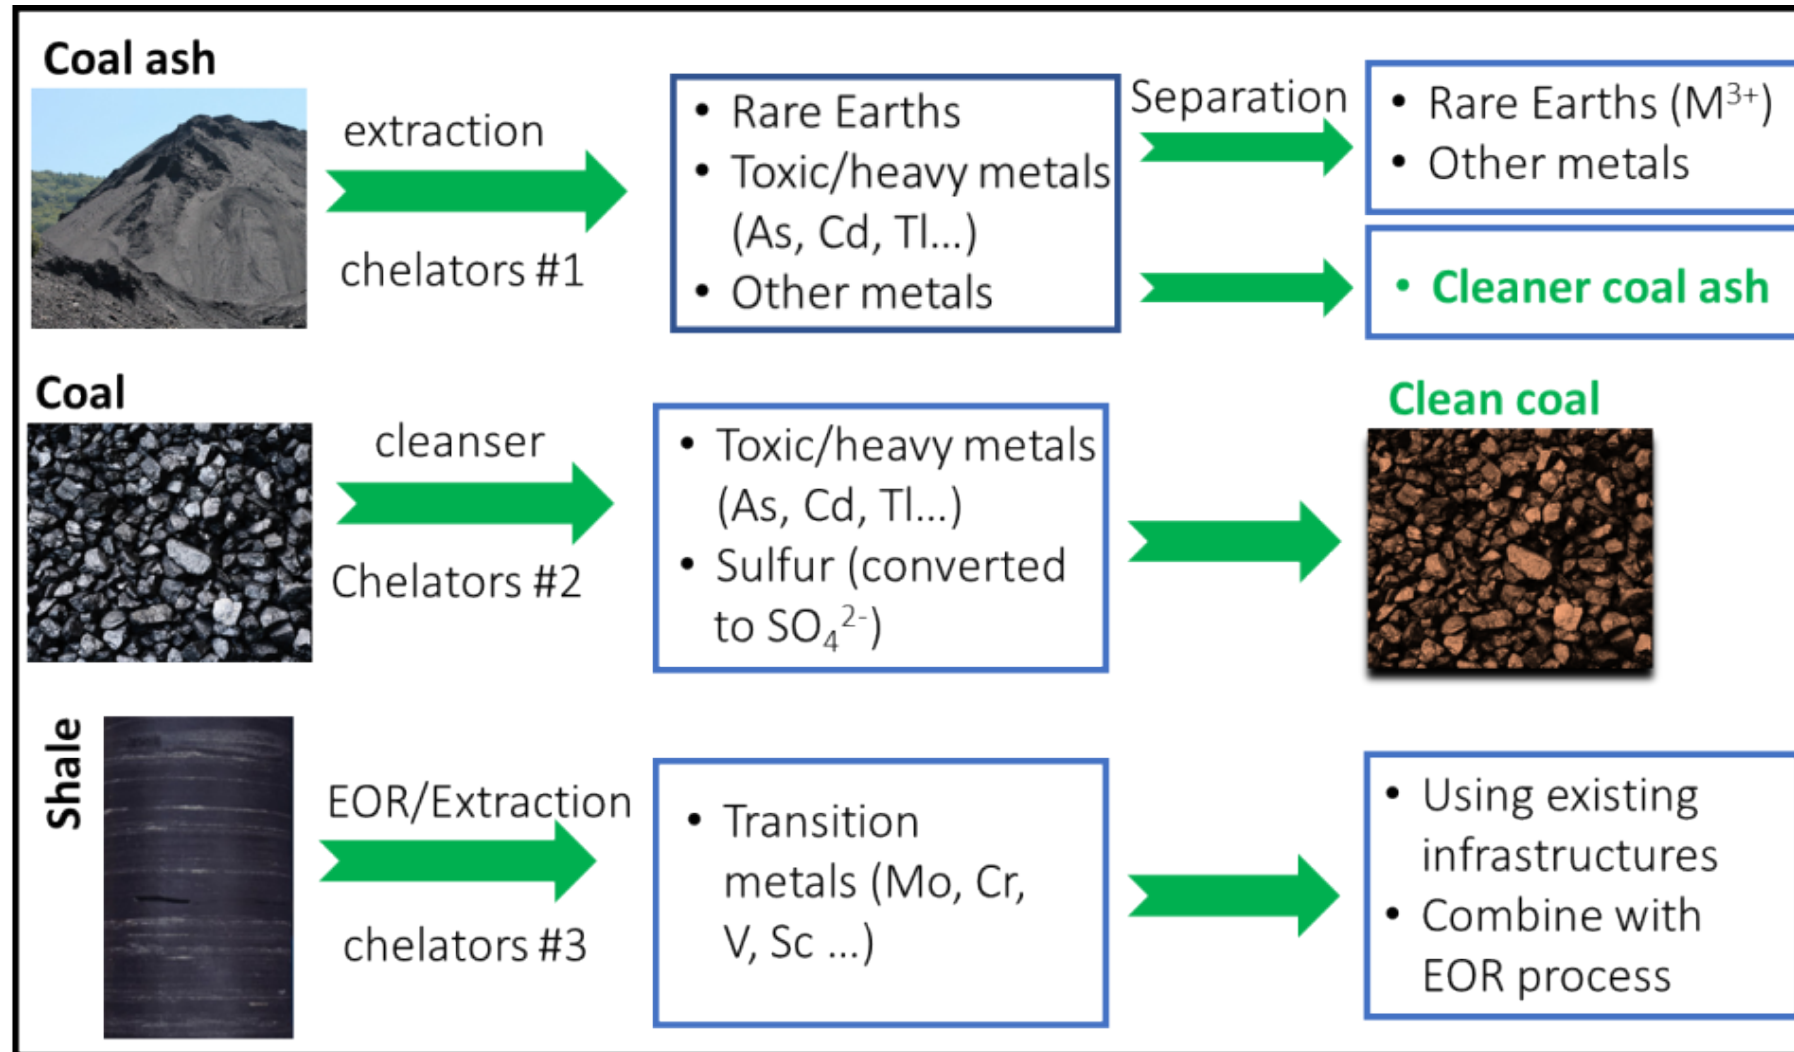 Coal ash
extraction
chelators #1
• Rare Earths
• Toxic/heavy metals
(As, Cd, Tl...)
• Other metals
Separation
• Rare Earths (M³⁺)
• Other metals
• Cleaner coal ash
Coal
cleanser
Chelators #2
• Toxic/heavy metals
(As, Cd, Tl...)
• Sulfur (converted
to SO₄²⁻)
Clean coal
Shale
EOR/Extraction
chelators #3
• Transition
metals (Mo, Cr,
V, Sc ...)
• Using existing
infrastructures
• Combine with
EOR process